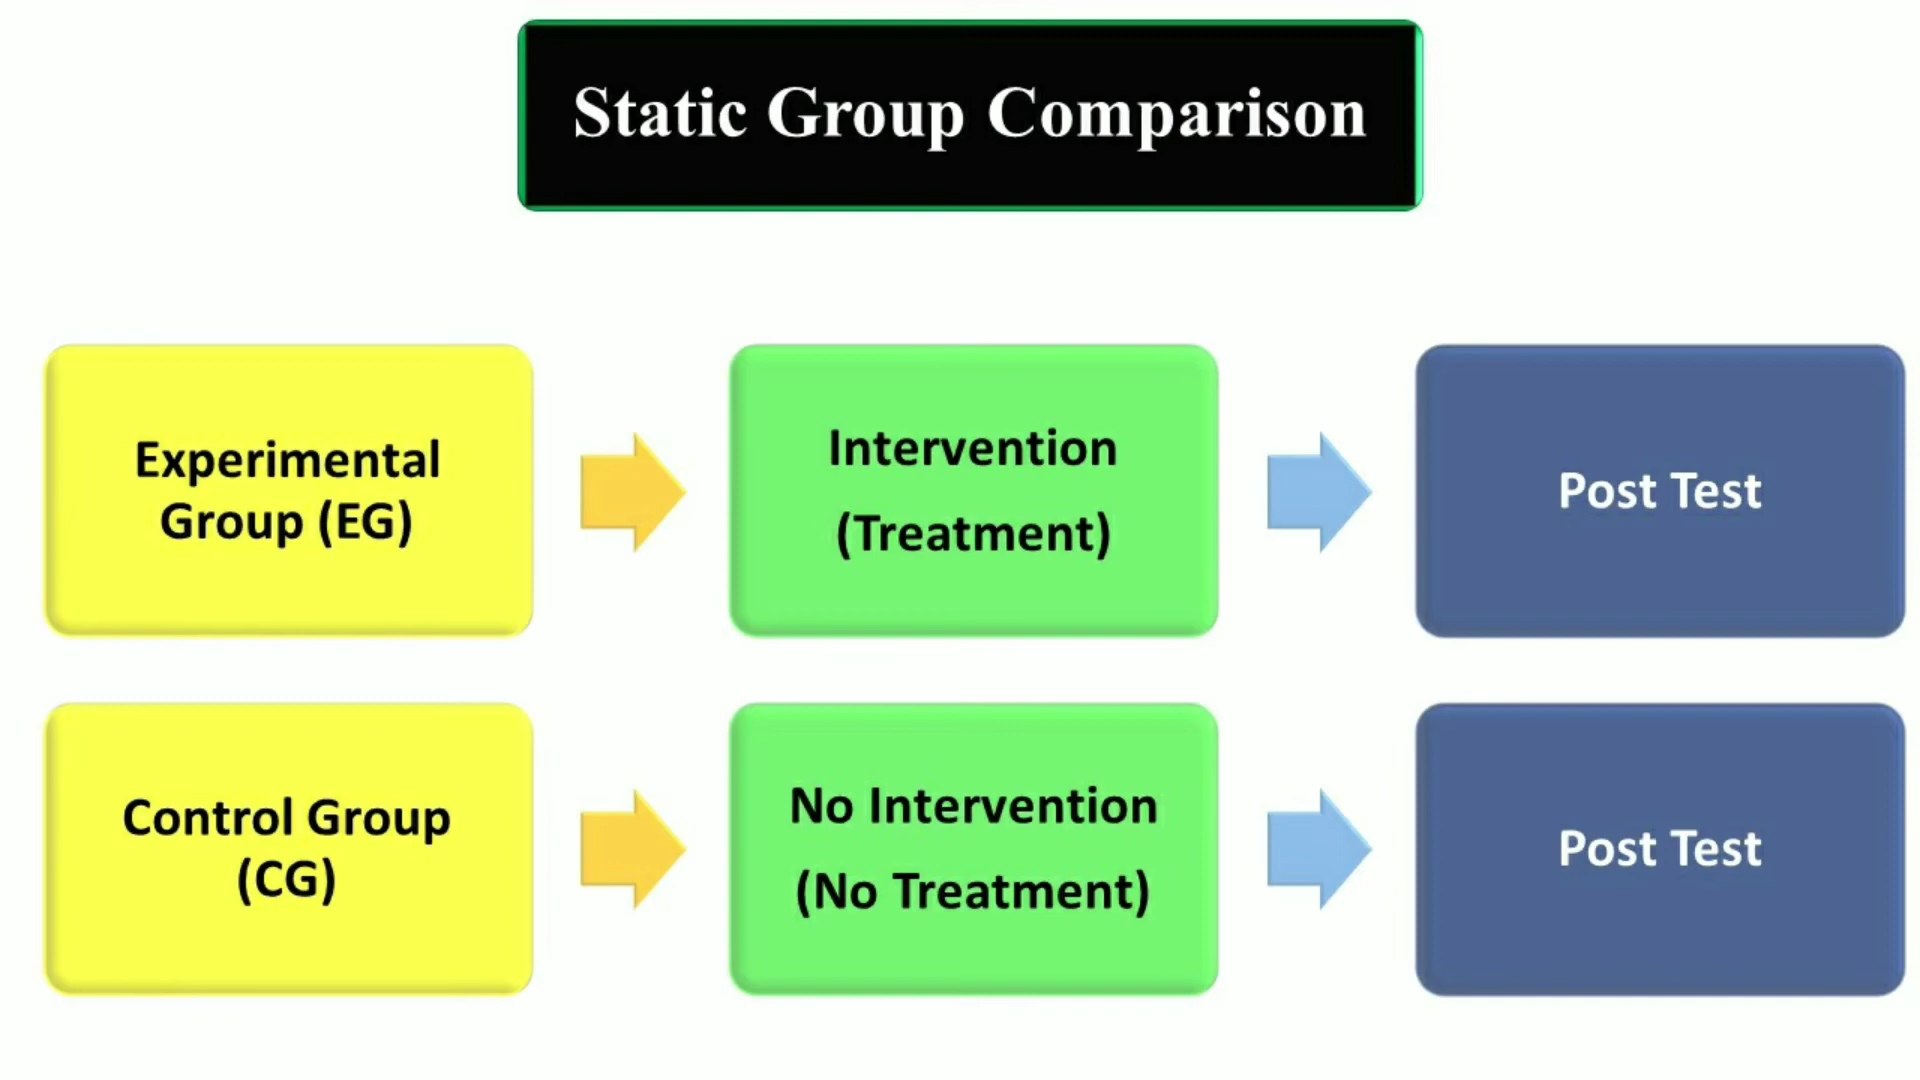 Static Group Comparison
Experimental
Group (EG)
Intervention
(Treatment)
Post Test
Control Group
(CG)
No Intervention
(No Treatment)
Post Test